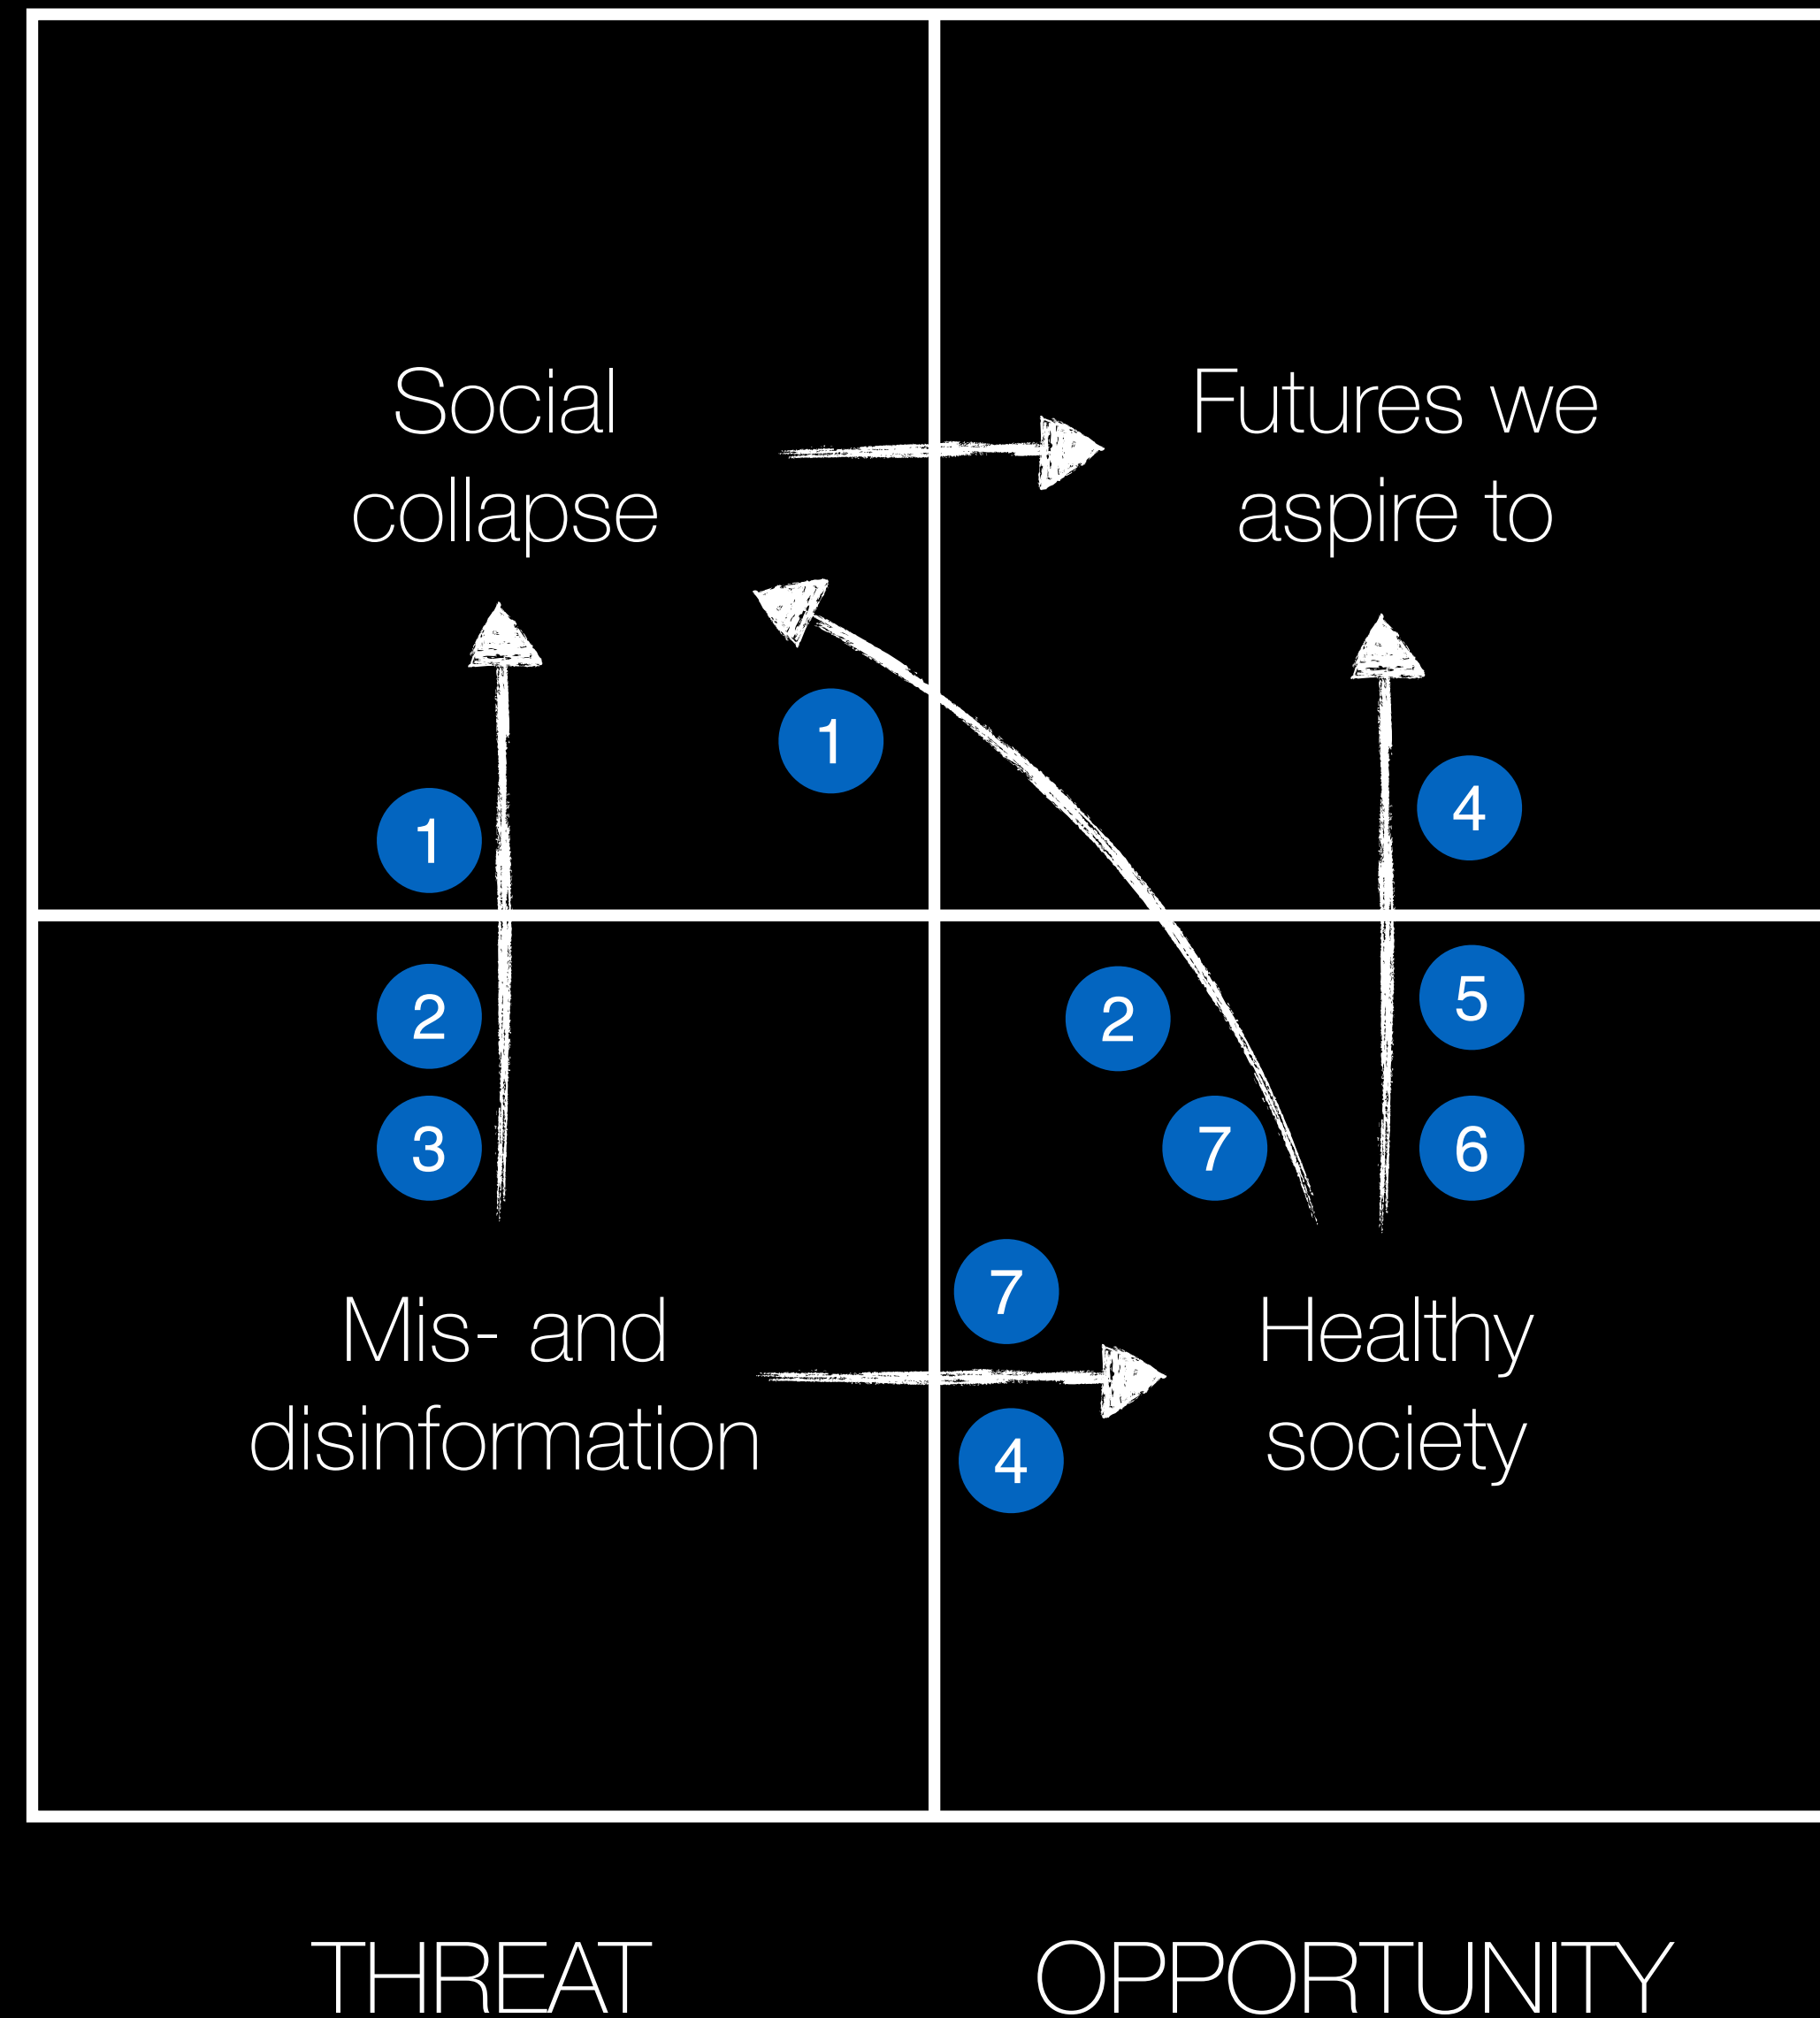 Social
collapse
Futures we
aspire to
1
1
4
2
2
5
3
7
6
7
Mis- and
disinformation
Healthy
society
4
THREAT
OPPORTUNITY